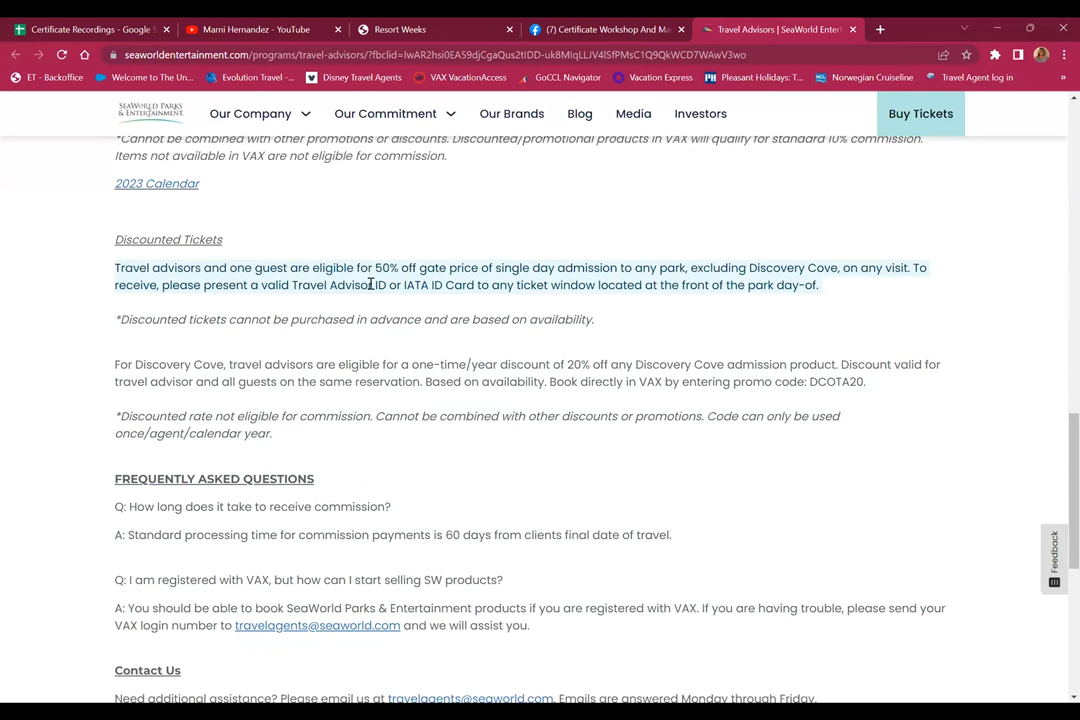 Certificate Recordings - Google S
Marni Hernandez - YouTube
Resort Weeks
(7) Certificate Workshop And Ma
Travel Advisors | SeaWorld Entert
seaworldentertainment.com/programs/travel-advisors/?fbclid=IwAR2hsi0EA59djCgaQus2tIDD-uk8MIqLLJV4lSfPMsC1Q9QkWCD7WAwV3wo
ET - Backoffice
Welcome to The Un...
Evolution Travel -...
Disney Travel Agents
VAX VacationAccess
GoCCL Navigator
Vacation Express
Pleasant Holidays: T...
Norwegian Cruiseline
Travel Agent log in
SEAWORLD PARKS
& ENTERTAINMENT
Our Company
Our Commitment
Our Brands
Blog
Media
Investors
Buy Tickets
*Cannot be combined with other promotions or discounts. Discounted/promotional products in VAX will qualify for standard 10% commission.
Items not available in VAX are not eligible for commission.
2023 Calendar
Discounted Tickets
Travel advisors and one guest are eligible for 50% off gate price of single day admission to any park, excluding Discovery Cove, on any visit. To
receive, please present a valid Travel Advisor ID or IATA ID Card to any ticket window located at the front of the park day-of.
*Discounted tickets cannot be purchased in advance and are based on availability.
For Discovery Cove, travel advisors are eligible for a one-time/year discount of 20% off any Discovery Cove admission product. Discount valid for
travel advisor and all guests on the same reservation. Based on availability. Book directly in VAX by entering promo code: DCOTA20.
*Discounted rate not eligible for commission. Cannot be combined with other discounts or promotions. Code can only be used
once/agent/calendar year.
FREQUENTLY ASKED QUESTIONS
Q: How long does it take to receive commission?
A: Standard processing time for commission payments is 60 days from clients final date of travel.
Q: I am registered with VAX, but how can I start selling SW products?
A: You should be able to book SeaWorld Parks & Entertainment products if you are registered with VAX. If you are having trouble, please send your
VAX login number to travelagents@seaworld.com and we will assist you.
Contact Us
Need additional assistance? Please email us at travelagents@seaworld.com. Emails are answered Monday through Friday.
Feedback